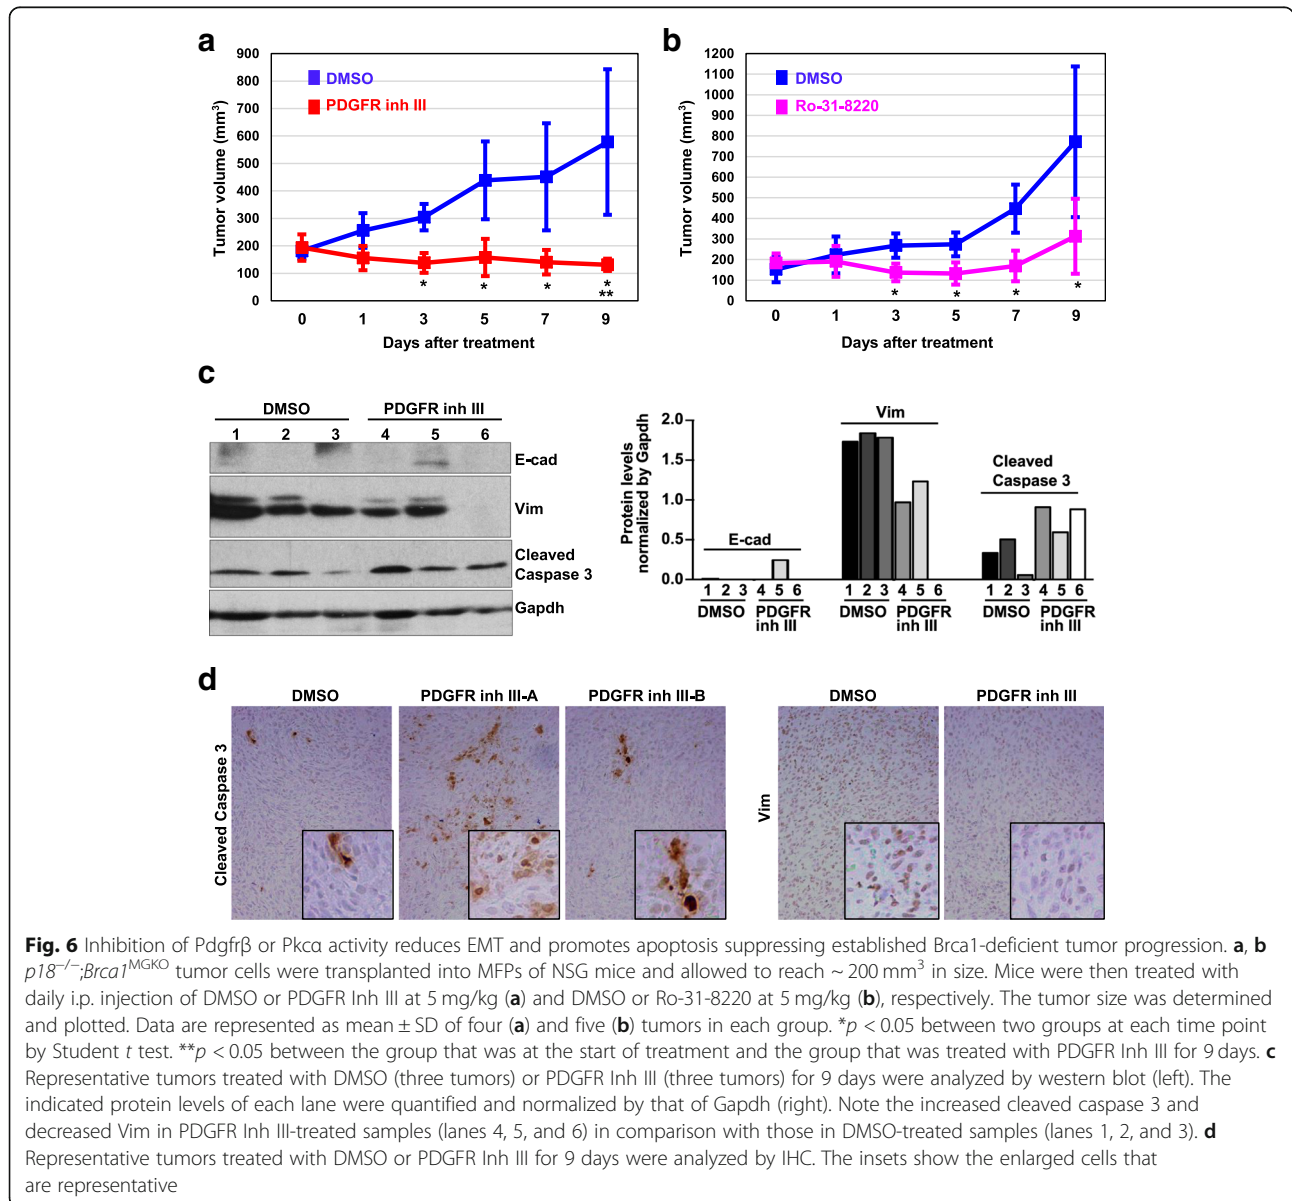 a
b
900
800
700
600
500
400
300
200
100
0
Tumor volume (mm³)
DMSO
PDGFR inh III
*
*
*
*
**
0 1 3 5 7 9
Days after treatment
1200
1100
1000
900
800
700
600
500
400
300
200
100
0
Tumor volume (mm³)
DMSO
Ro-31-8220
*
*
*
*
0 1 3 5 7 9
Days after treatment
c
DMSO PDGFR inh III
1 2 3 4 5 6
E-cad
Vim
Cleaved
Caspase 3
Gapdh
Protein levels
normalized by Gapdh
2.0
1.5
1.0
0.5
0.0
E-cad
Vim
Cleaved
Caspase 3
1 2 3 4 5 6 1 2 3 4 5 6 1 2 3 4 5 6
DMSO PDGFR DMSO PDGFR DMSO PDGFR
inh III inh III inh III
d
DMSO PDGFR inh III-A PDGFR inh III-B DMSO PDGFR inh III
Cleaved Caspase 3
Vim
Fig. 6 Inhibition of Pdgfrβ or Pkcα activity reduces EMT and promotes apoptosis suppressing established Brca1-deficient tumor progression. a, b
p18−/−;Brca1MGKO tumor cells were transplanted into MFPs of NSG mice and allowed to reach ~ 200 mm³ in size. Mice were then treated with
daily i.p. injection of DMSO or PDGFR Inh III at 5 mg/kg (a) and DMSO or Ro-31-8220 at 5 mg/kg (b), respectively. The tumor size was determined
and plotted. Data are represented as mean ± SD of four (a) and five (b) tumors in each group. *p < 0.05 between two groups at each time point
by Student t test. **p < 0.05 between the group that was at the start of treatment and the group that was treated with PDGFR Inh III for 9 days. c
Representative tumors treated with DMSO (three tumors) or PDGFR Inh III (three tumors) for 9 days were analyzed by western blot (left). The
indicated protein levels of each lane were quantified and normalized by that of Gapdh (right). Note the increased cleaved caspase 3 and
decreased Vim in PDGFR Inh III-treated samples (lanes 4, 5, and 6) in comparison with those in DMSO-treated samples (lanes 1, 2, and 3). d
Representative tumors treated with DMSO or PDGFR Inh III for 9 days were analyzed by IHC. The insets show the enlarged cells that
are representative